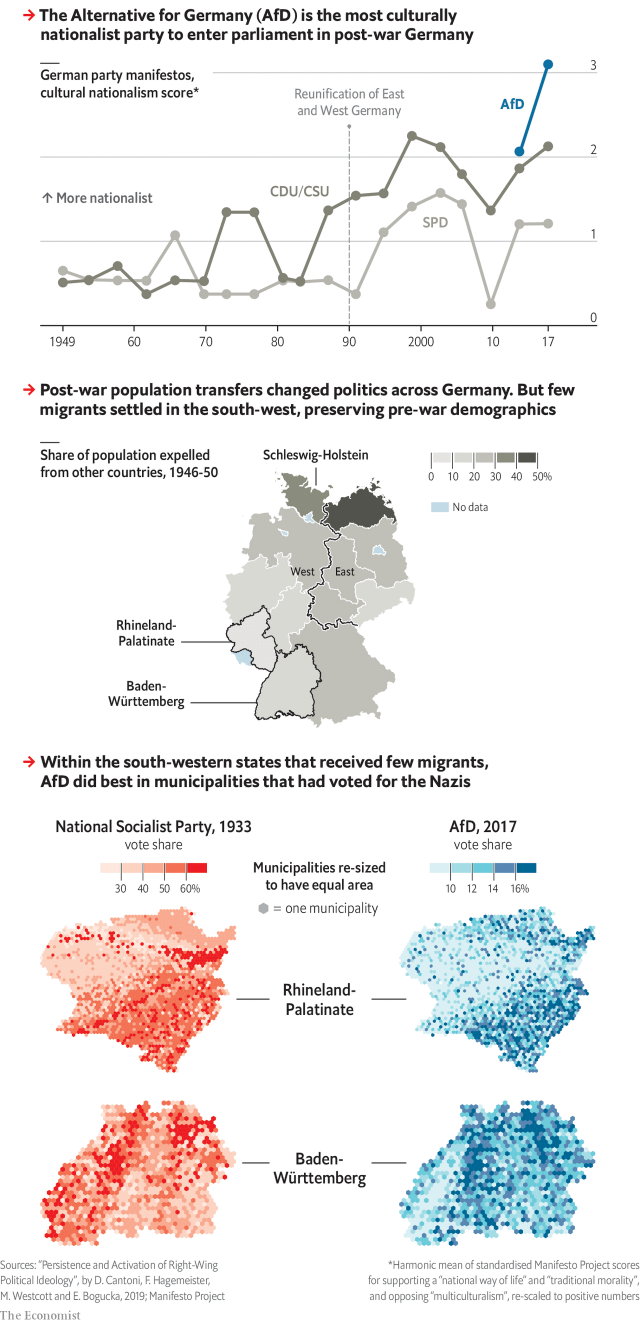 → The Alternative for Germany (AfD) is the most culturally
nationalist party to enter parliament in post-war Germany
German party manifestos,
cultural nationalism score*
Reunification of East
and West Germany
AfD
↑ More nationalist
CDU/CSU
SPD
3
2
1
0
1949 60 70 80 90 2000 10 17
→ Post-war population transfers changed politics across Germany. But few
migrants settled in the south-west, preserving pre-war demographics
Share of population expelled
from other countries, 1946-50
Schleswig-Holstein
0 10 20 30 40 50%
No data
West East
Rhineland-
Palatinate
Baden-
Württemberg
→ Within the south-western states that received few migrants,
AfD did best in municipalities that had voted for the Nazis
National Socialist Party, 1933
vote share
30 40 50 60%
Municipalities re-sized
to have equal area
= one municipality
AfD, 2017
vote share
10 12 14 16%
Rhineland-
Palatinate
Baden-
Württemberg
Sources: “Persistence and Activation of Right-Wing
Political Ideology”, by D. Cantoni, F. Hagemeister,
M. Westcott and E. Bogucka, 2019; Manifesto Project
*Harmonic mean of standardised Manifesto Project scores
for supporting a “national way of life” and “traditional morality”,
and opposing “multiculturalism”, re-scaled to positive numbers
The Economist